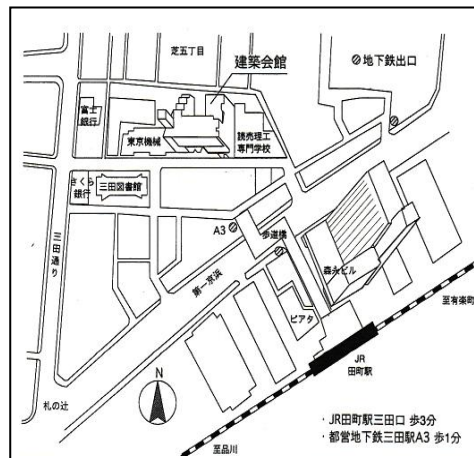 芝五丁目
建築会館
地下鉄出口
富士
銀行
東京機械
読売理工
専門学校
さくら
銀行
三田図書館
A3
歩道橋
三田通り
第一京浜
森永ビル
ピアタ
至有楽町
JR
田町駅
N
札の辻
至品川
・JR田町駅三田口 歩3分
・都営地下鉄三田駅A3 歩1分